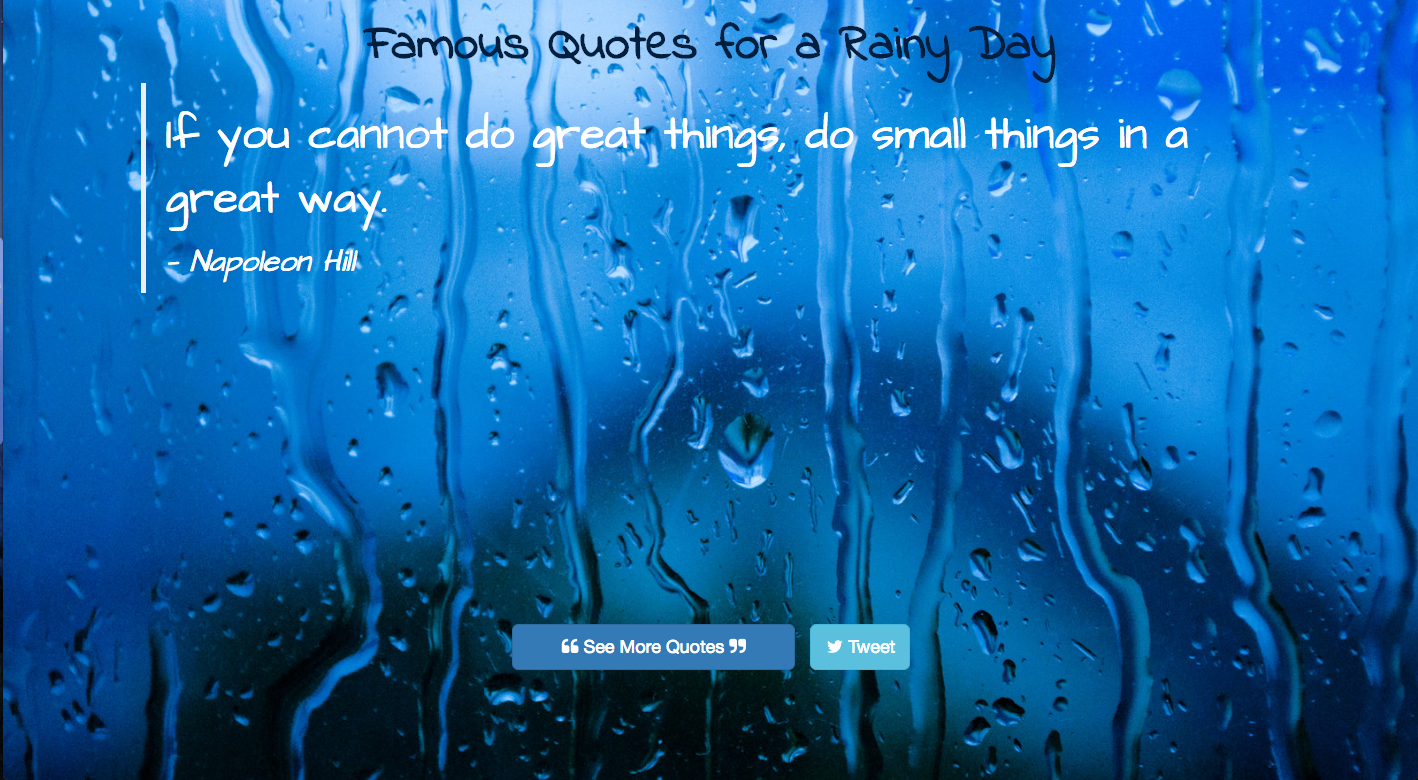 Famous Quotes for a Rainy Day
If you cannot do great things, do small things in a
great way.
- Napoleon Hill
❝ See More Quotes ❞
Tweet